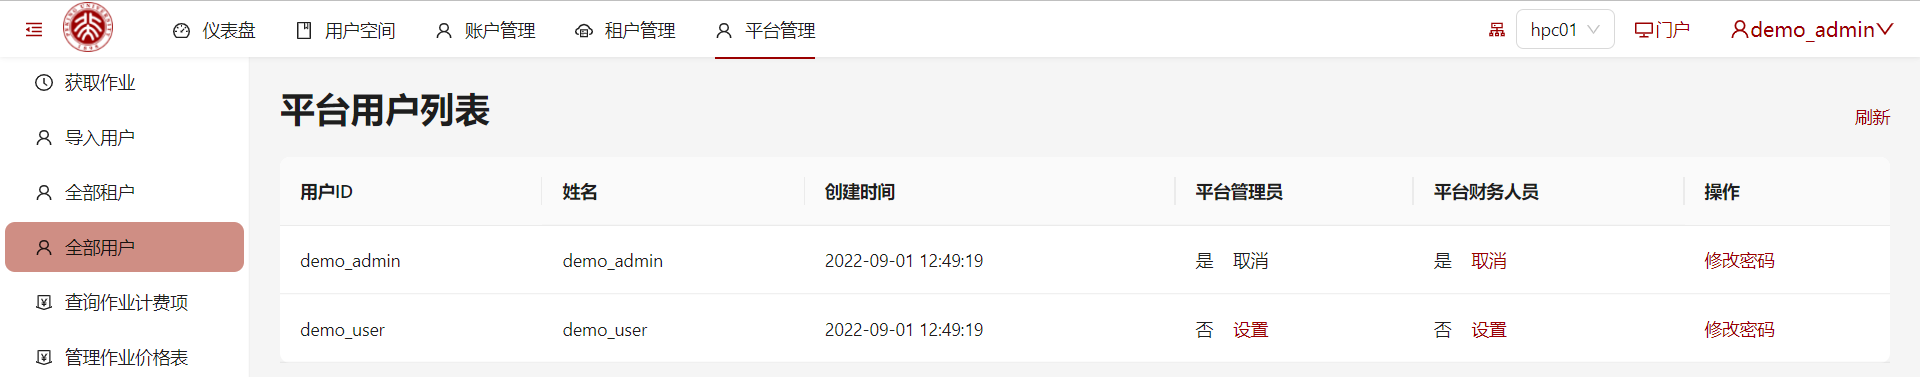 仪表盘 用户空间 账户管理 租户管理 平台管理 hpc01 门户 demo_admin
获取作业
导入用户
全部租户
全部用户
查询作业计费项
管理作业价格表
平台用户列表
刷新
用户ID 姓名 创建时间 平台管理员 平台财务人员 操作
demo_admin demo_admin 2022-09-01 12:49:19 是 取消 是 取消 修改密码
demo_user demo_user 2022-09-01 12:49:19 否 设置 否 设置 修改密码